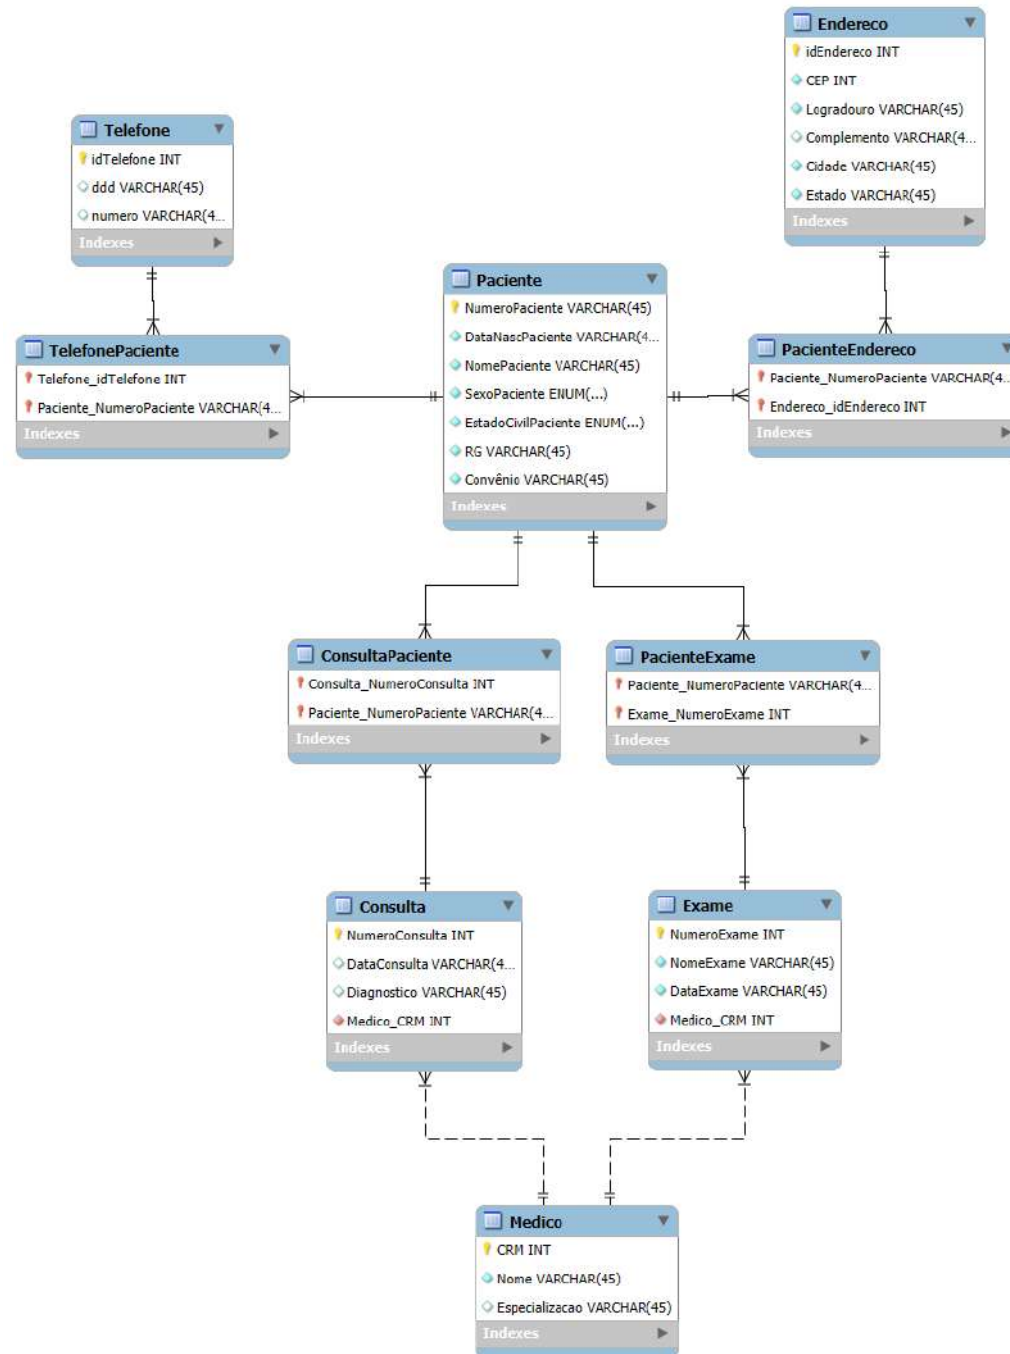 Endereco
idEndereco INT
CEP INT
Logradouro VARCHAR(45)
Complemento VARCHAR(4...
Cidade VARCHAR(45)
Estado VARCHAR(45)
Indexes
Telefone
idTelefone INT
ddd VARCHAR(45)
numero VARCHAR(4...
Indexes
Paciente
NumeroPaciente VARCHAR(45)
DataNascPaciente VARCHAR(4...
NomePaciente VARCHAR(45)
SexoPaciente ENUM(...)
EstadoCivilPaciente ENUM(...)
RG VARCHAR(45)
Convênio VARCHAR(45)
Indexes
TelefonePaciente
Telefone_idTelefone INT
Paciente_NumeroPaciente VARCHAR(4...
Indexes
PacienteEndereco
Paciente_NumeroPaciente VARCHAR(4...
Endereco_idEndereco INT
Indexes
ConsultaPaciente
Consulta_NumeroConsulta INT
Paciente_NumeroPaciente VARCHAR(4...
Indexes
PacienteExame
Paciente_NumeroPaciente VARCHAR(4...
Exame_NumeroExame INT
Indexes
Consulta
NumeroConsulta INT
DataConsulta VARCHAR(4...
Diagnostico VARCHAR(45)
Medico_CRM INT
Indexes
Exame
NumeroExame INT
NomeExame VARCHAR(45)
DataExame VARCHAR(45)
Medico_CRM INT
Indexes
Medico
CRM INT
Nome VARCHAR(45)
Especializacao VARCHAR(45)
Indexes